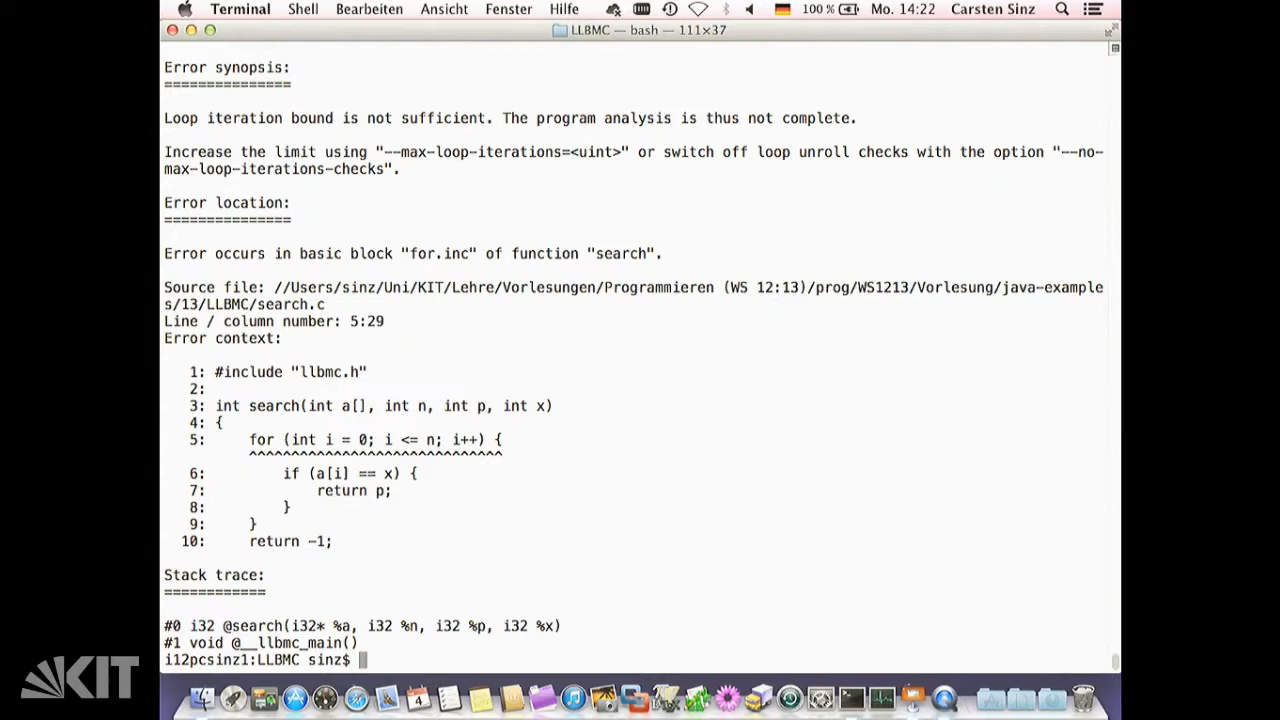 Terminal Shell Bearbeiten Ansicht Fenster Hilfe 100 % Mo. 14:22 Carsten Sinz
LLBMC — bash — 111×37
Error synopsis:
===============
Loop iteration bound is not sufficient. The program analysis is thus not complete.
Increase the limit using "--max-loop-iterations=<uint>" or switch off loop unroll checks with the option "--no-
max-loop-iterations-checks".
Error location:
===============
Error occurs in basic block "for.inc" of function "search".
Source file: //Users/sinz/Uni/KIT/Lehre/Vorlesungen/Programmieren (WS 12:13)/prog/WS1213/Vorlesung/java-example
s/13/LLBMC/search.c
Line / column number: 5:29
Error context:
1: #include "llbmc.h"
2:
3: int search(int a[], int n, int p, int x)
4: {
5: for (int i = 0; i <= n; i++) {
^^^^^^^^^^^^^^^^^^^^^^^^^^^^^^
6: if (a[i] == x) {
7: return p;
8: }
9: }
10: return -1;
Stack trace:
============
#0 i32 @search(i32* %a, i32 %n, i32 %p, i32 %x)
#1 void @__llbmc_main()
i12pcsinz1:LLBMC sinz$
KIT